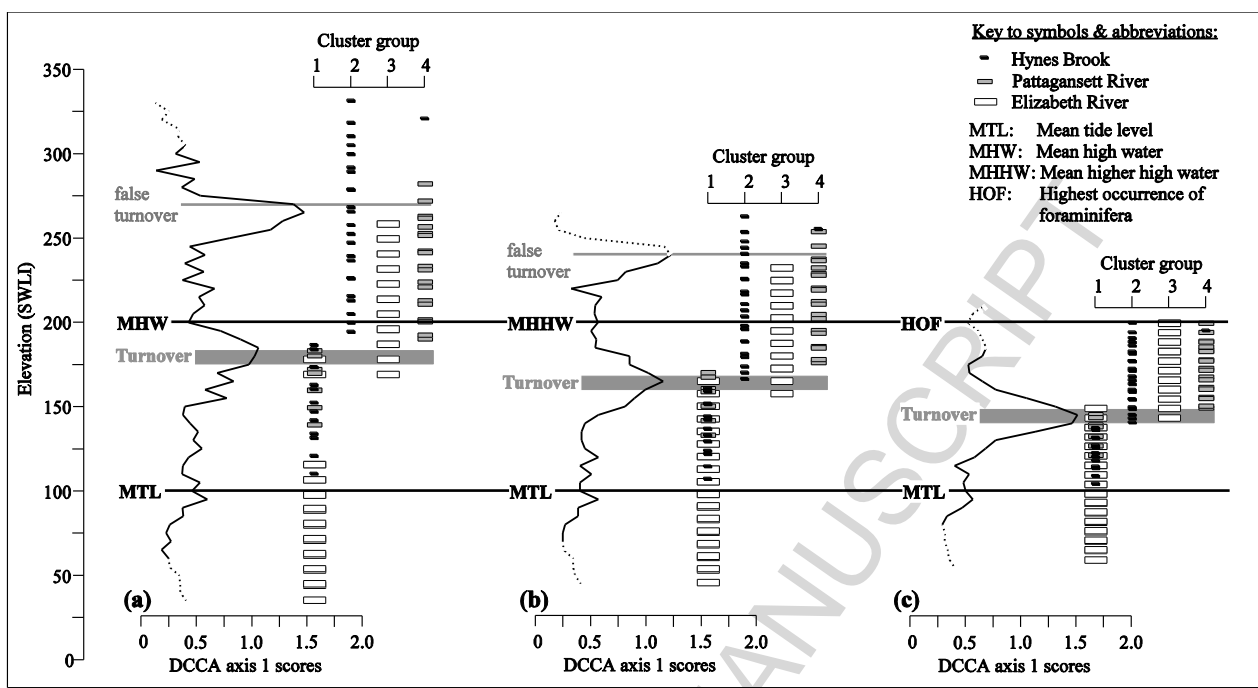 Key to symbols & abbreviations:
Hynes Brook
Pattagansett River
Elizabeth River
MTL: Mean tide level
MHW: Mean high water
MHHW: Mean higher high water
HOF: Highest occurrence of
foraminifera
Elevation (SWLI)
350
300
250
200
150
100
50
0
Cluster group
1 2 3 4
false
turnover
MHW
Turnover
MTL
(a)
0 0.5 1.0 1.5 2.0
DCCA axis 1 scores
Cluster group
1 2 3 4
false
turnover
MHHW
Turnover
MTL
(b)
0 0.5 1.0 1.5 2.0
DCCA axis 1 scores
Cluster group
1 2 3 4
HOF
Turnover
MTL
(c)
0 0.5 1.0 1.5 2.0
DCCA axis 1 scores
ANUSCRIPT